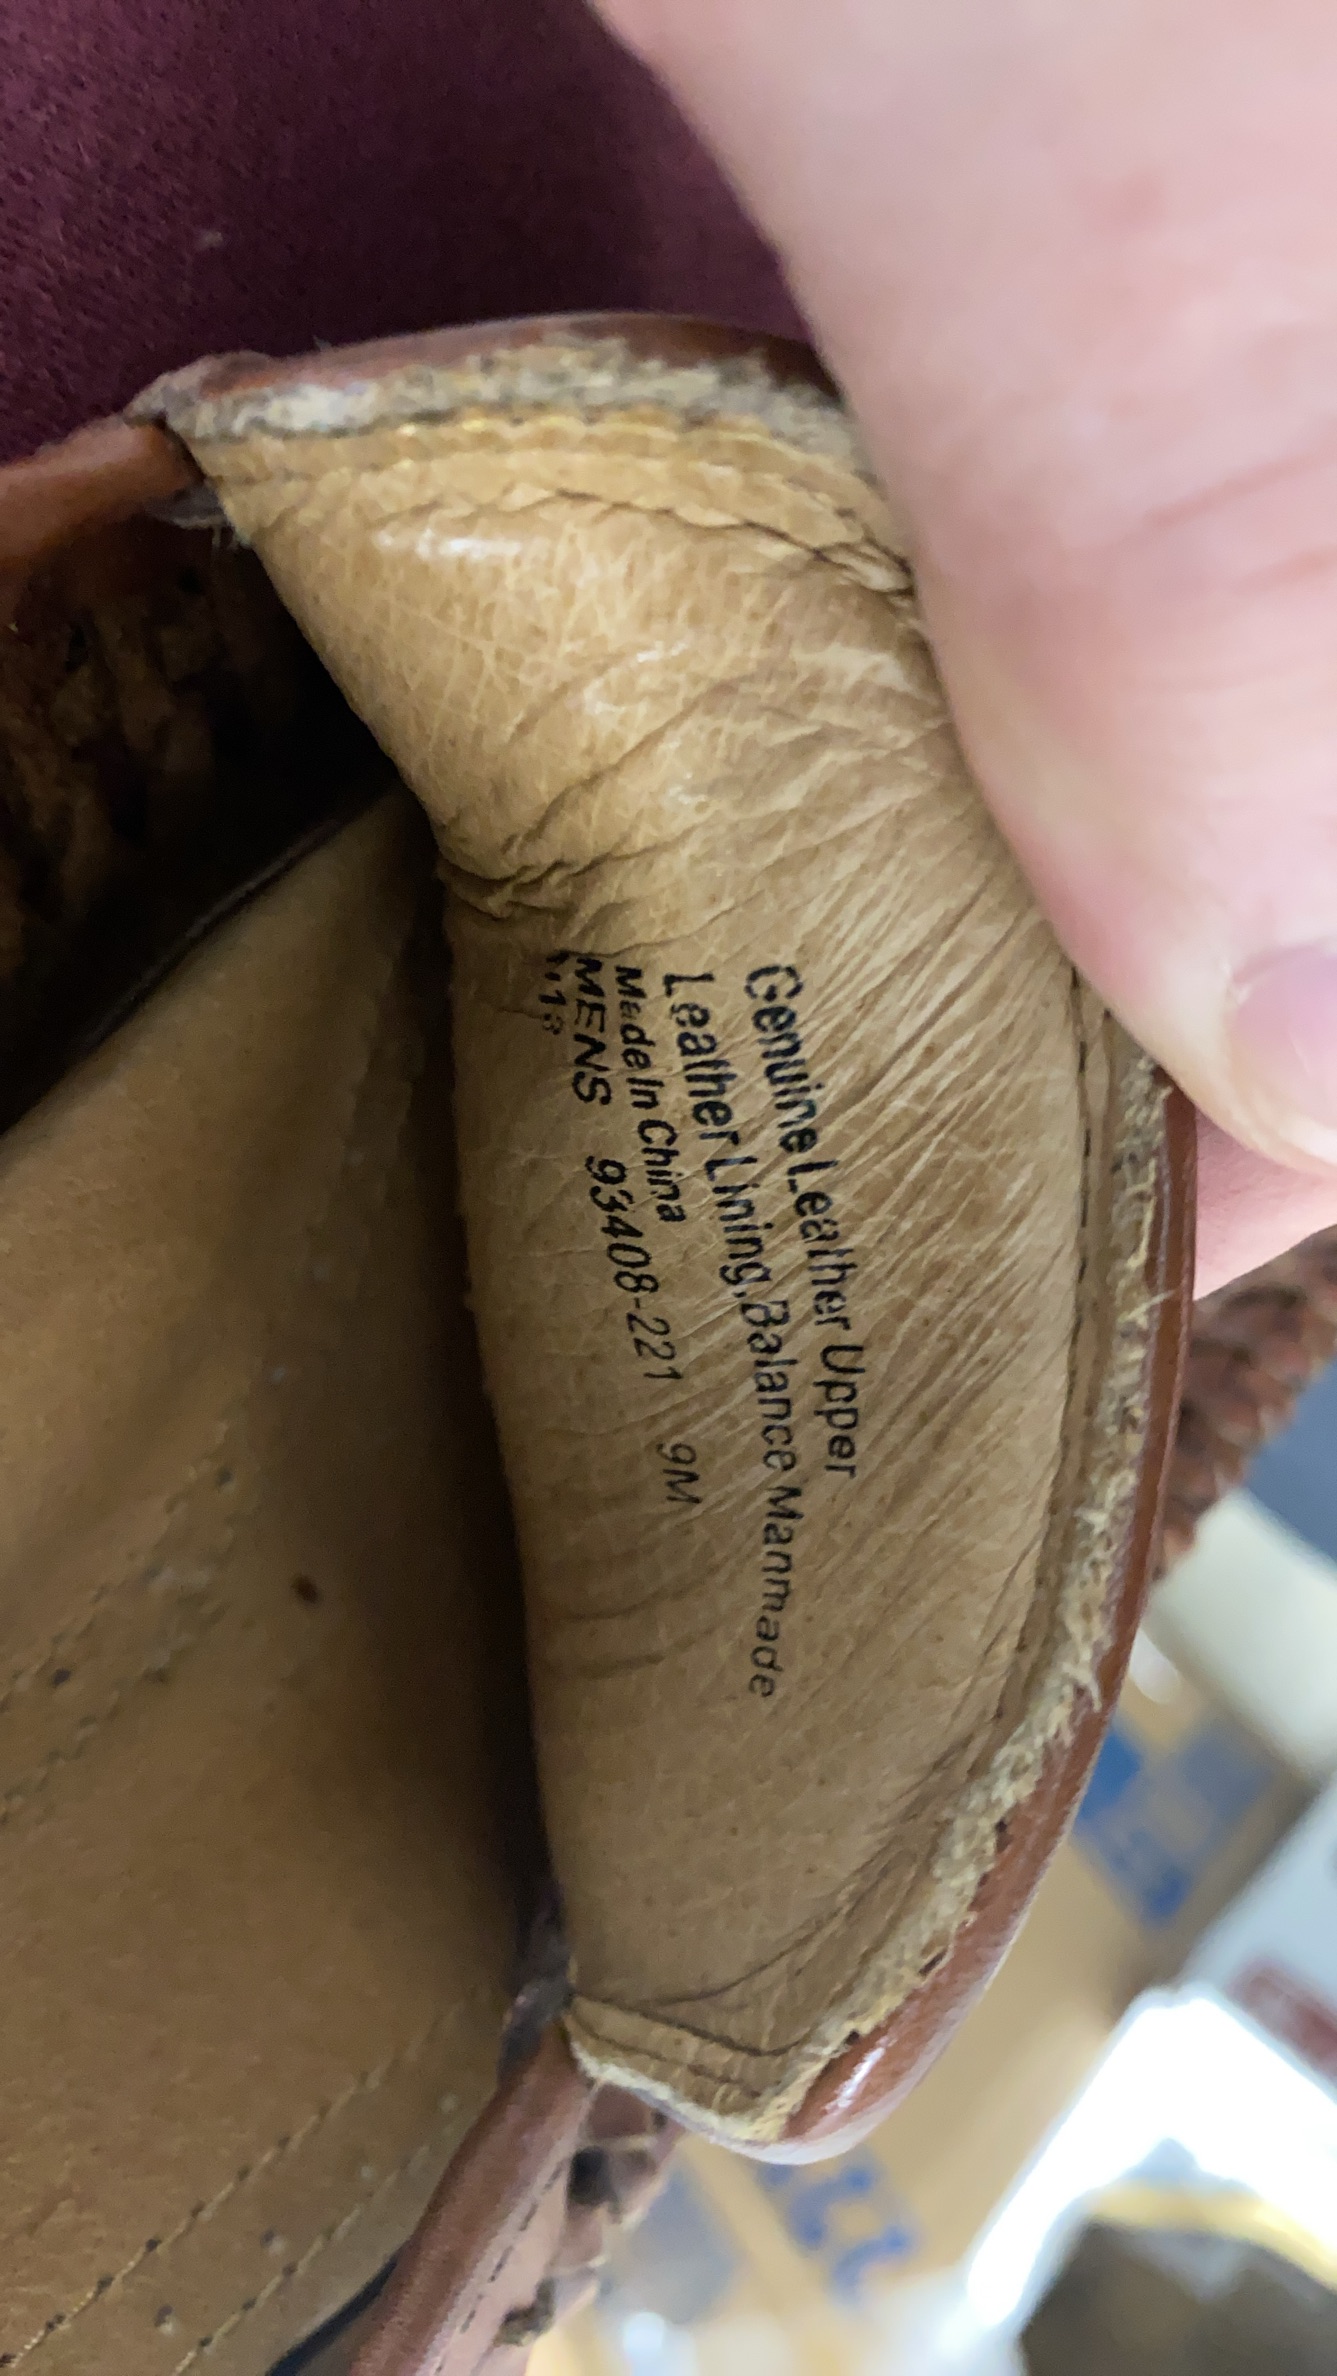 Genuine Leather Upper
Leather Lining,Balance Manmade
Made In China
MENS 93408-221 9M